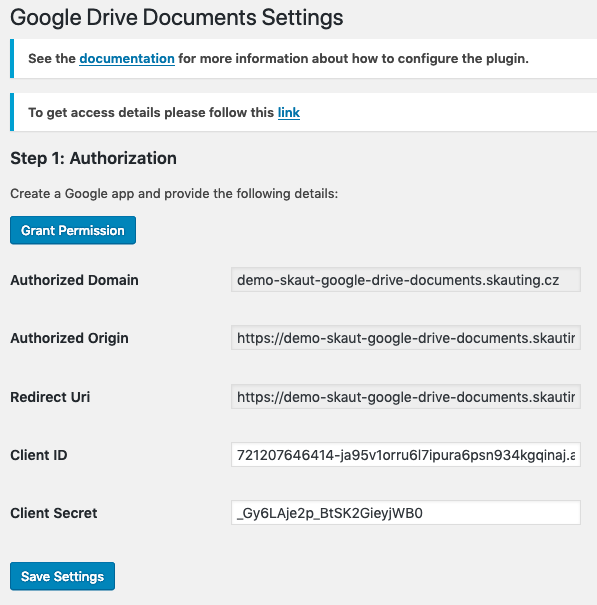 Google Drive Documents Settings
See the documentation for more information about how to configure the plugin.
To get access details please follow this link
Step 1: Authorization
Create a Google app and provide the following details:
Grant Permission
Authorized Domain demo-skaut-google-drive-documents.skauting.cz
Authorized Origin https://demo-skaut-google-drive-documents.skautin
Redirect Uri https://demo-skaut-google-drive-documents.skautin
Client ID 721207646414-ja95v1orru6l7ipura6psn934kgqinaj.a
Client Secret _Gy6LAje2p_BtSK2GieyjWB0
Save Settings